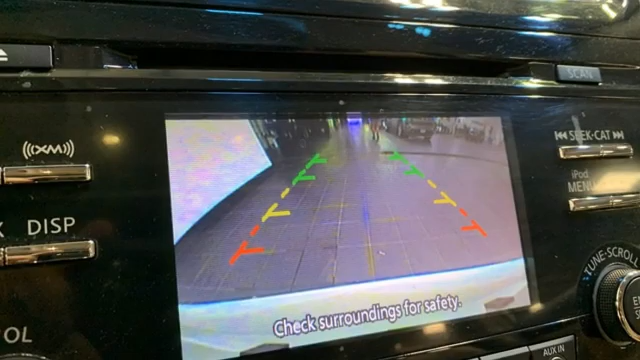 SCAN
((XM))
SEEK·CAT
iPod
MENU
DISP
TUNE·SCROLL
Check surroundings for safety.
AUX IN